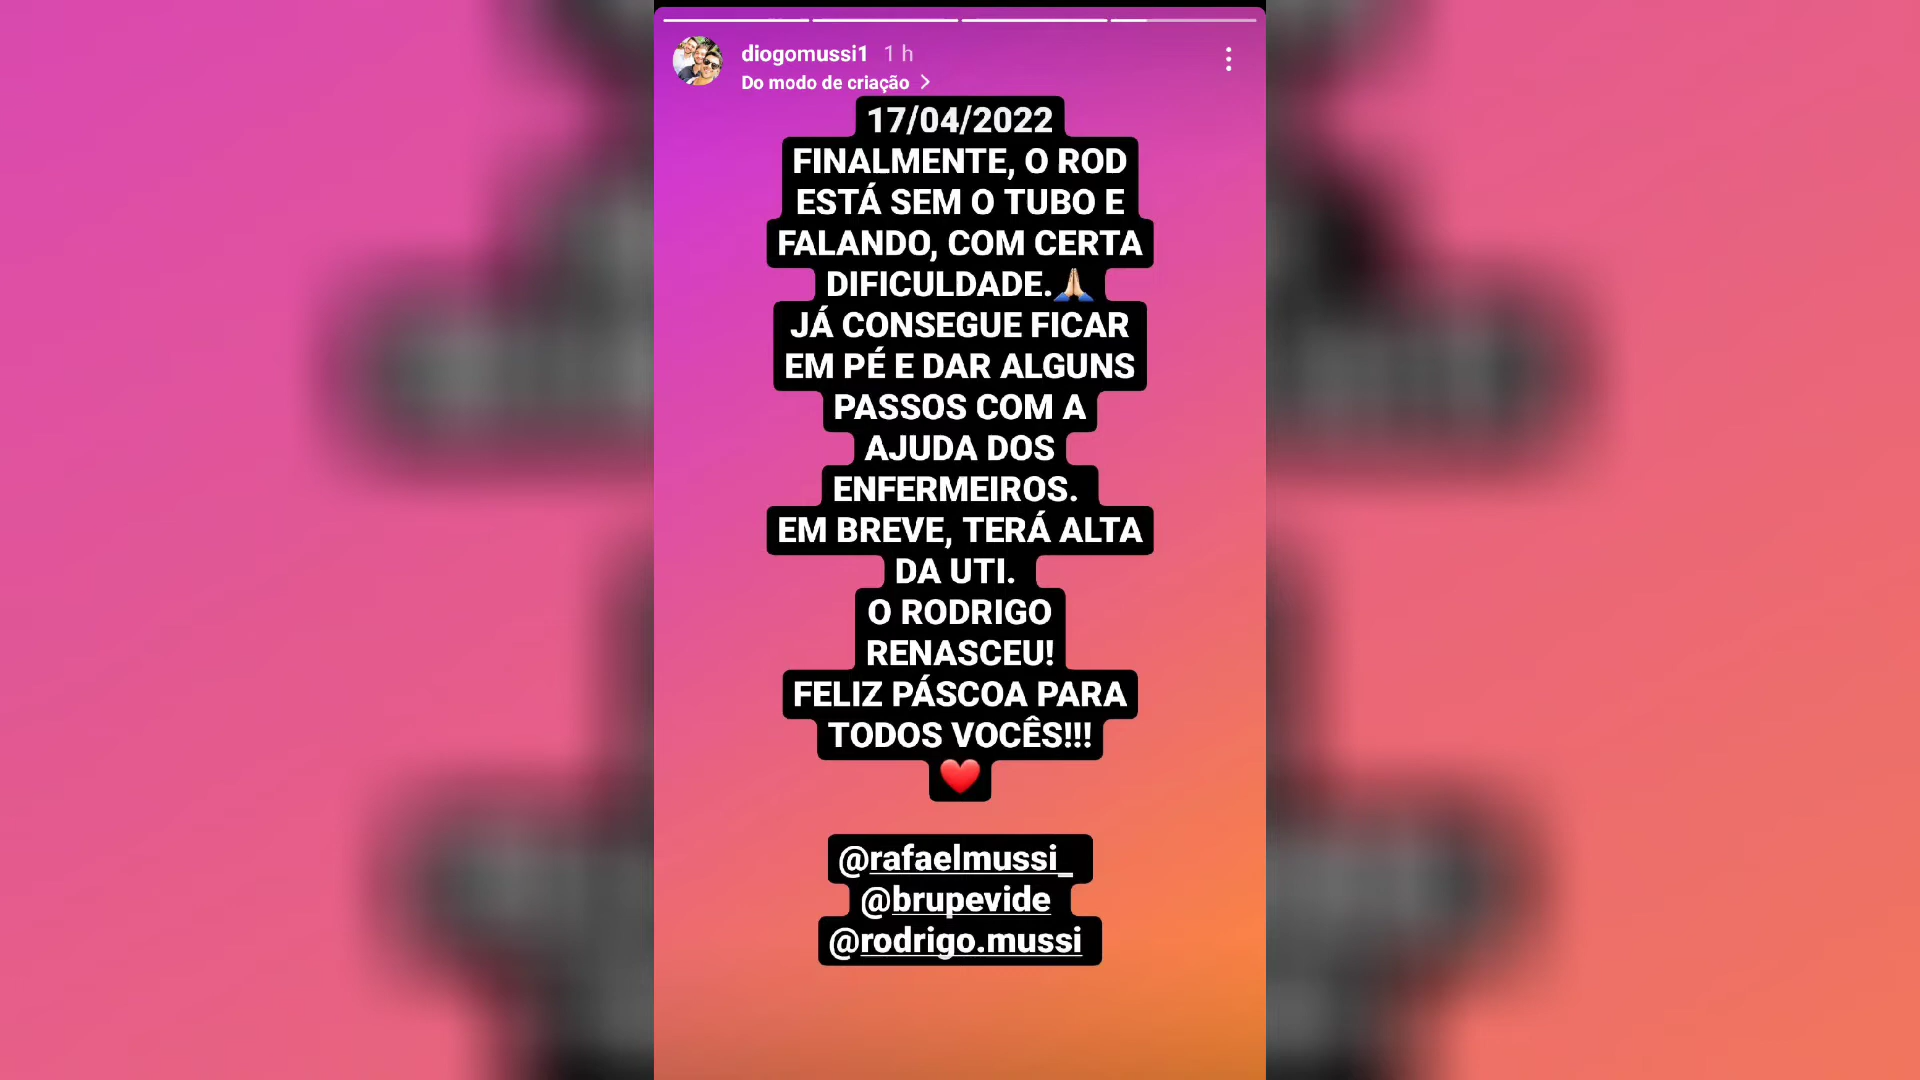 diogomussi1 1 h
Do modo de criação
17/04/2022
FINALMENTE, O ROD
ESTÁ SEM O TUBO E
FALANDO, COM CERTA
DIFICULDADE.🙏🏻
JÁ CONSEGUE FICAR
EM PÉ E DAR ALGUNS
PASSOS COM A
AJUDA DOS
ENFERMEIROS.
EM BREVE, TERÁ ALTA
DA UTI.
O RODRIGO
RENASCEU!
FELIZ PÁSCOA PARA
TODOS VOCÊS!!!
❤️
@rafaelmussi_
@brupevide
@rodrigo.mussi